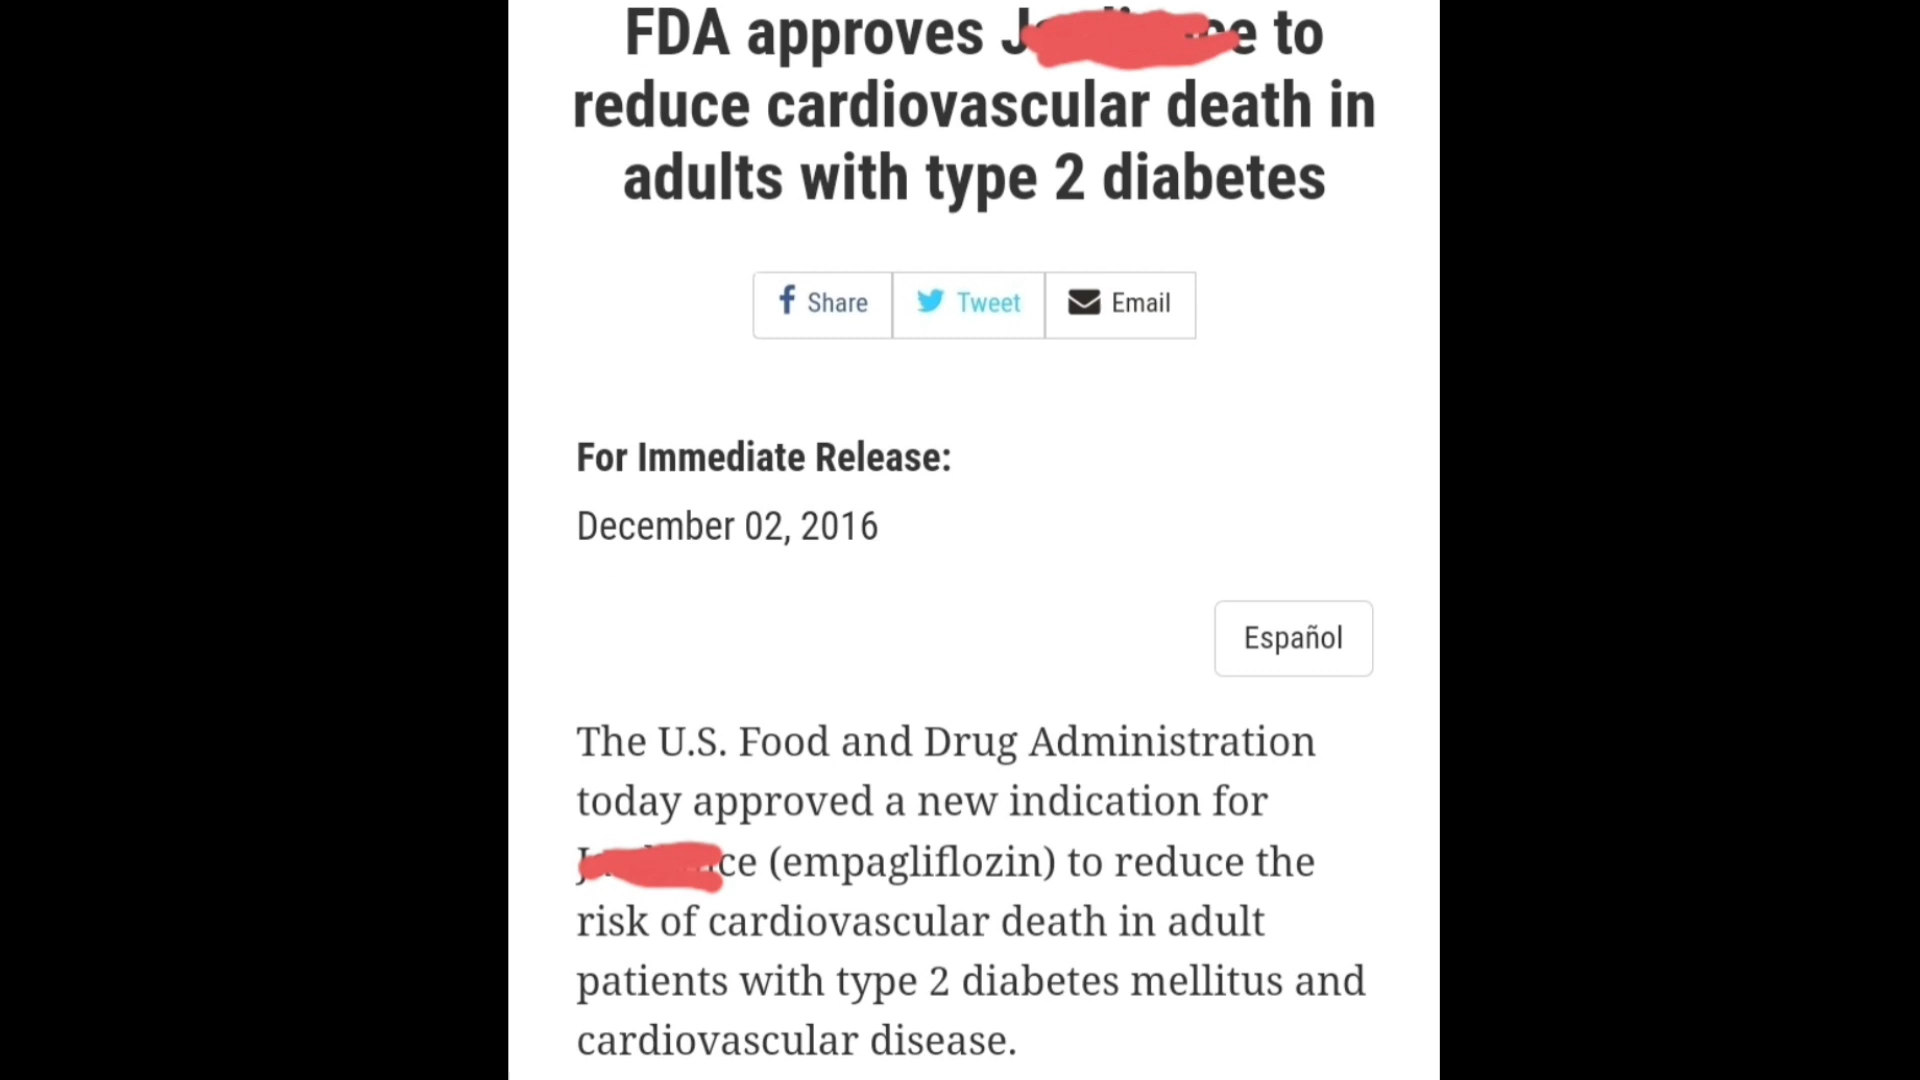 FDA approves to
reduce cardiovascular death in
adults with type 2 diabetes
Share Tweet Email
For Immediate Release:
December 02, 2016
Español
The U.S. Food and Drug Administration
today approved a new indication for
(empagliflozin) to reduce the
risk of cardiovascular death in adult
patients with type 2 diabetes mellitus and
cardiovascular disease.